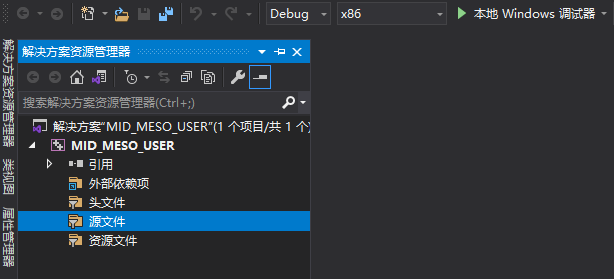 Debug
x86
本地 Windows 调试器
解决方案资源管理器
类视图
属性管理器
解决方案资源管理器
搜索解决方案资源管理器(Ctrl+;)
解决方案"MID_MESO_USER"(1 个项目/共 1 个)
MID_MESO_USER
引用
外部依赖项
头文件
源文件
资源文件